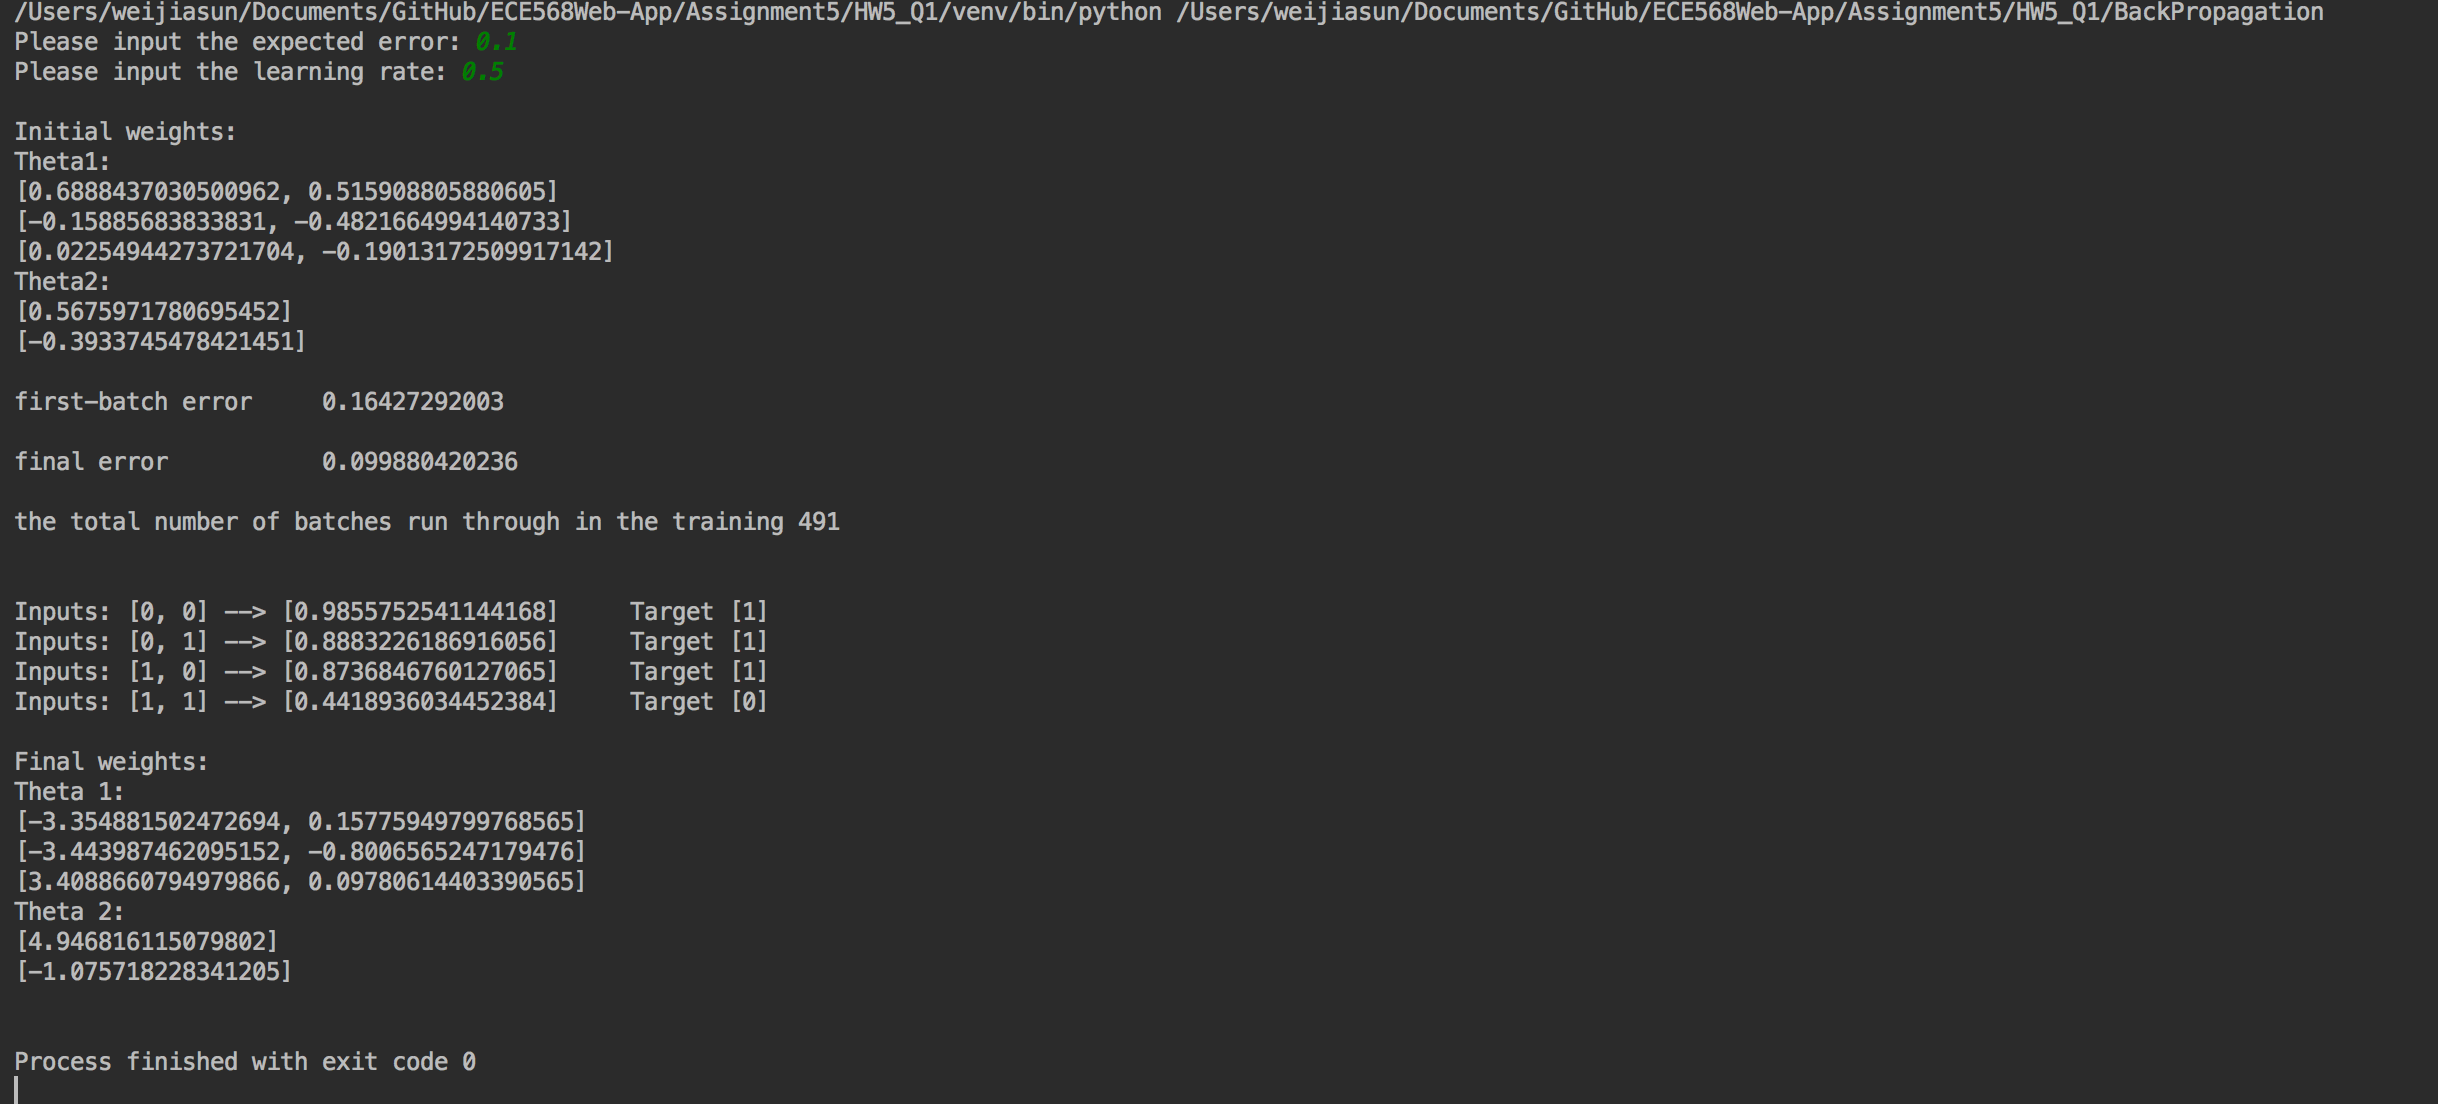 /Users/weijiasun/Documents/GitHub/ECE568Web-App/Assignment5/HW5_Q1/venv/bin/python /Users/weijiasun/Documents/GitHub/ECE568Web-App/Assignment5/HW5_Q1/BackPropagation
Please input the expected error: 0.1
Please input the learning rate: 0.5
Initial weights:
Theta1:
[0.6888437030500962, 0.515908805880605]
[-0.15885683833831, -0.4821664994140733]
[0.02254944273721704, -0.19013172509917142]
Theta2:
[0.5675971780695452]
[-0.3933745478421451]
first-batch error     0.16427292003
final error           0.099880420236
the total number of batches run through in the training 491
Inputs: [0, 0] --> [0.9855752541144168]     Target [1]
Inputs: [0, 1] --> [0.8883226186916056]     Target [1]
Inputs: [1, 0] --> [0.8736846760127065]     Target [1]
Inputs: [1, 1] --> [0.4418936034452384]     Target [0]
Final weights:
Theta 1:
[-3.354881502472694, 0.15775949799768565]
[-3.443987462095152, -0.8006565247179476]
[3.4088660794979866, 0.09780614403390565]
Theta 2:
[4.946816115079802]
[-1.075718228341205]
Process finished with exit code 0